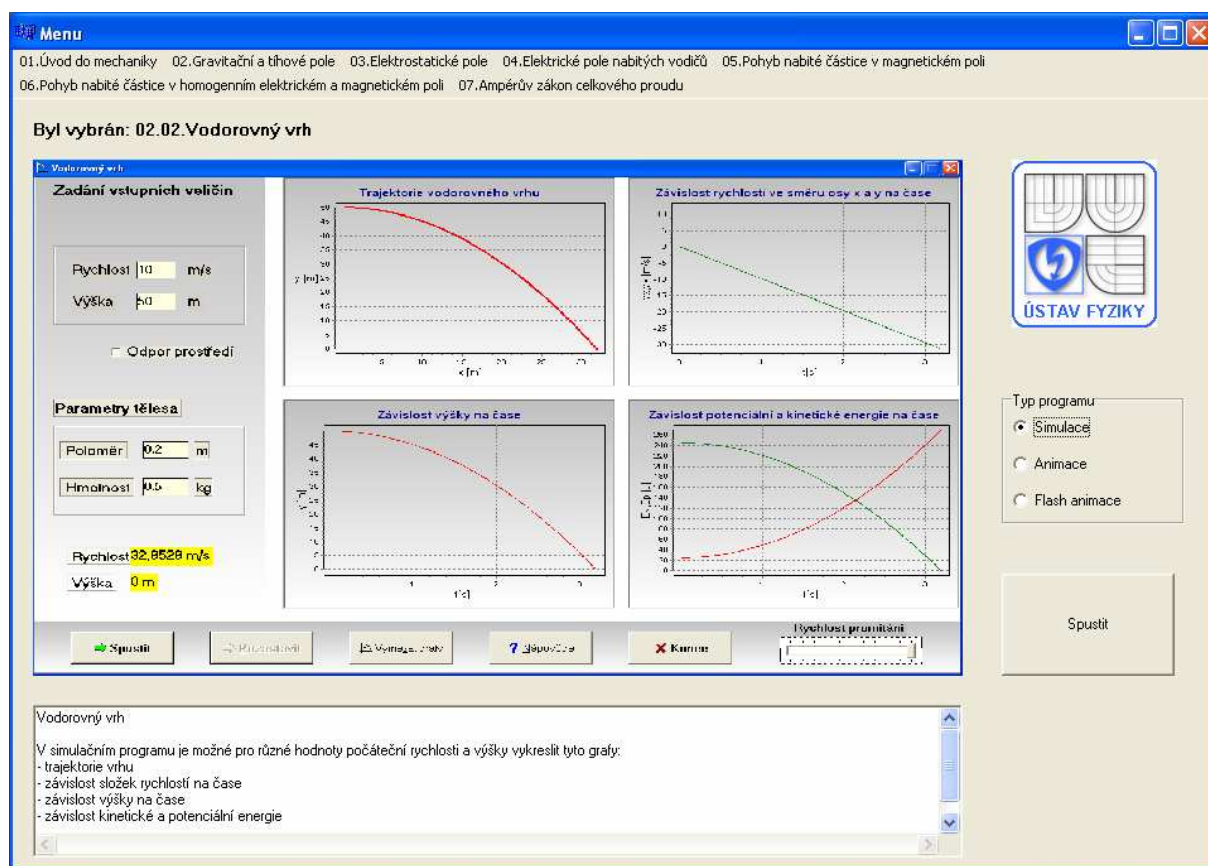 Menu
01.Úvod do mechaniky 02.Gravitační a tíhové pole 03.Elektrostatické pole 04.Elektrické pole nabitých vodičů 05.Pohyb nabité částice v magnetickém poli
06.Pohyb nabité částice v homogenním elektrickém a magnetickém poli 07.Ampérův zákon celkového proudu
Byl vybrán: 02.02.Vodorovný vrh
Vodorovný vrh
Zadání vstupních veličin
Rychlost 10 m/s
Výška 50 m
Odpor prostředí
Parametry tělesa
Poloměr 0.2 m
Hmotnost 0.5 kg
Rychlost 32,8528 m/s
Výška 0 m
Trajektorie vodorovného vrhu
y [m]
x [m]
Závislost rychlosti ve směru osy x a y na čase
t[s]
Závislost výšky na čase
t[s]
Závislost potenciální a kinetické energie na čase
t[s]
Spustit
Nápověda
Konec
Rychlost promítání
ÚSTAV FYZIKY
Typ programu
Simulace
Animace
Flash animace
Spustit
Vodorovný vrh
V simulačním programu je možné pro různé hodnoty počáteční rychlosti a výšky vykreslit tyto grafy:
- trajektorie vrhu
- závislost složek rychlostí na čase
- závislost výšky na čase
- závislost kinetické a potenciální energie